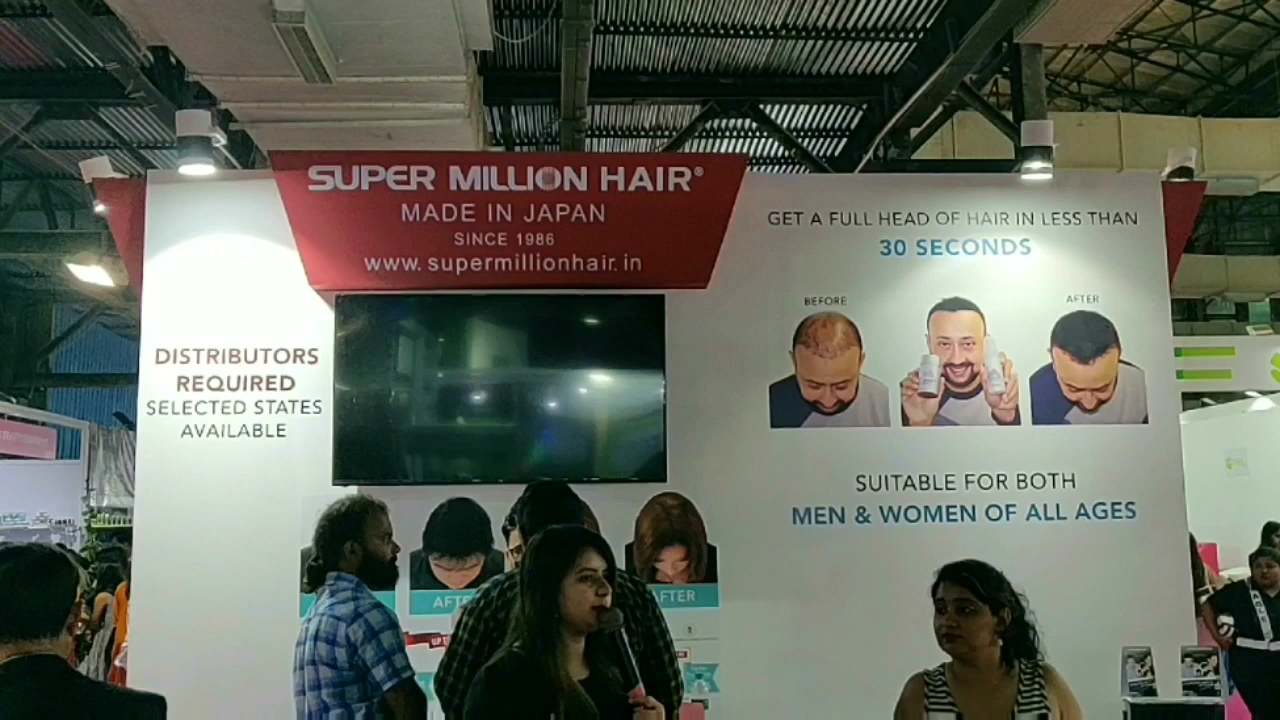 SUPER MILLION HAIR®
MADE IN JAPAN
SINCE 1986
www.supermillionhair.in
DISTRIBUTORS
REQUIRED
SELECTED STATES
AVAILABLE
GET A FULL HEAD OF HAIR IN LESS THAN
30 SECONDS
BEFORE
AFTER
SUITABLE FOR BOTH
MEN & WOMEN OF ALL AGES
AFTER